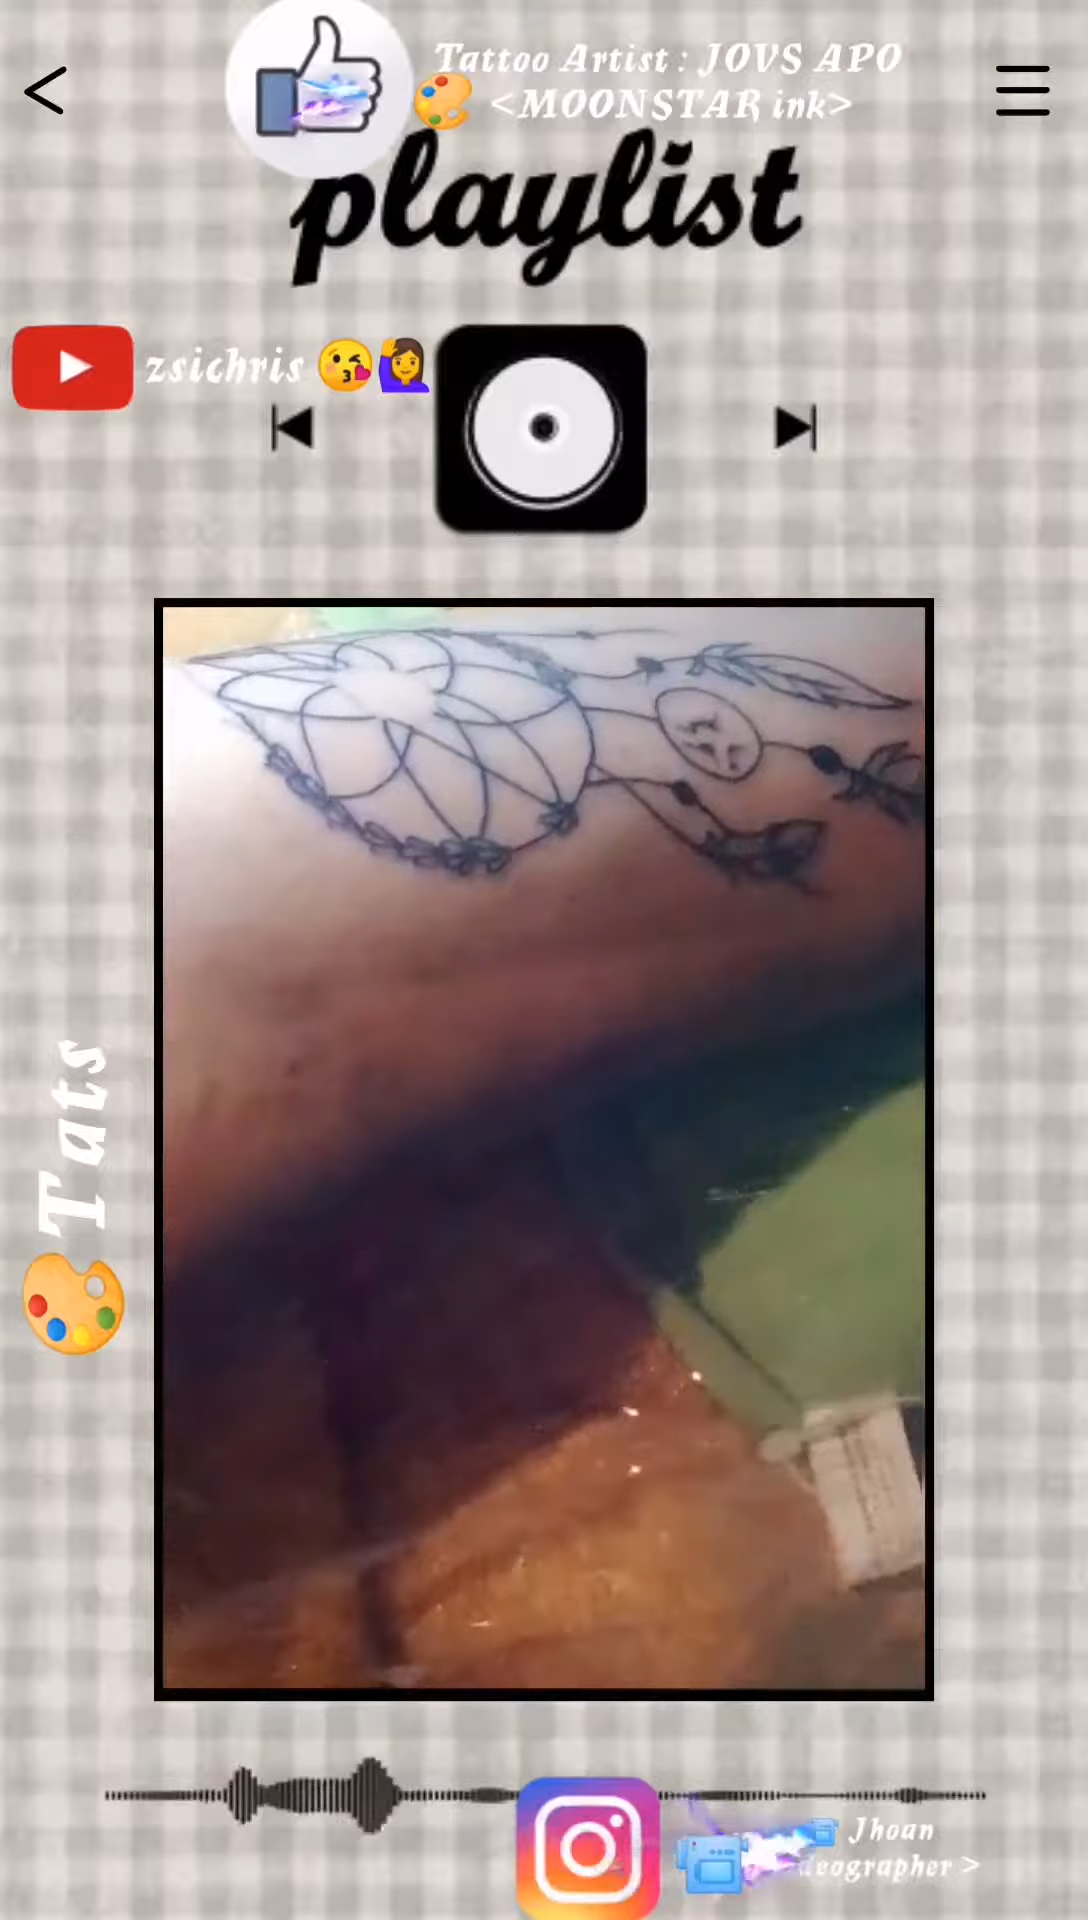 Tattoo Artist : JOVS APO
<MOONSTAR ink>
playlist
zsichris
Tats
Jhoan